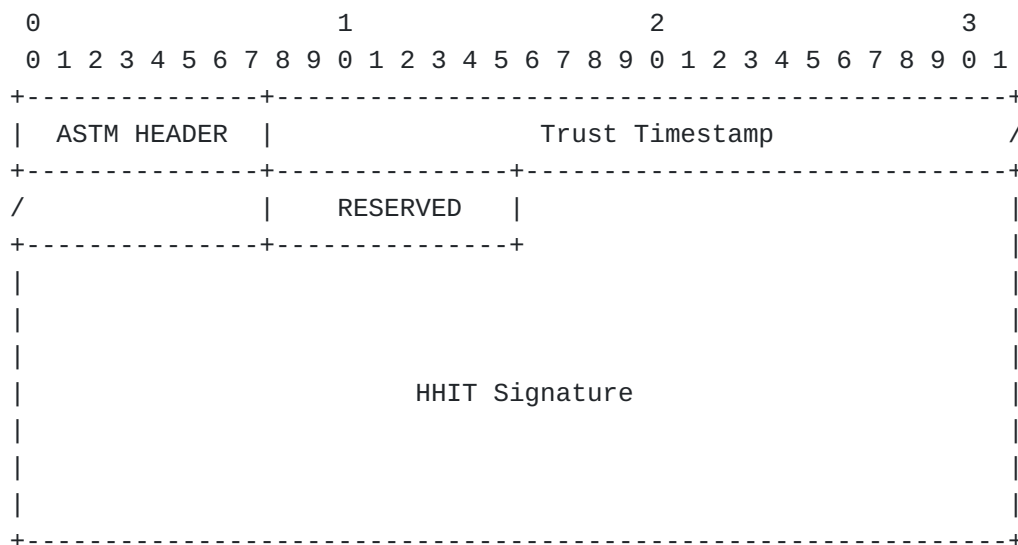 0                   1                   2                   3
0 1 2 3 4 5 6 7 8 9 0 1 2 3 4 5 6 7 8 9 0 1 2 3 4 5 6 7 8 9 0 1
+---------------+-----------------------------------------------+
|  ASTM HEADER  |                 Trust Timestamp               /
+---------------+---------------+-------------------------------+
/               |    RESERVED   |                               |
+---------------+---------------+                               |
|                                                               |
|                                                               |
|                                                               |
|                         HHIT Signature                        |
|                                                               |
|                                                               |
|                                                               |
+---------------------------------------------------------------+